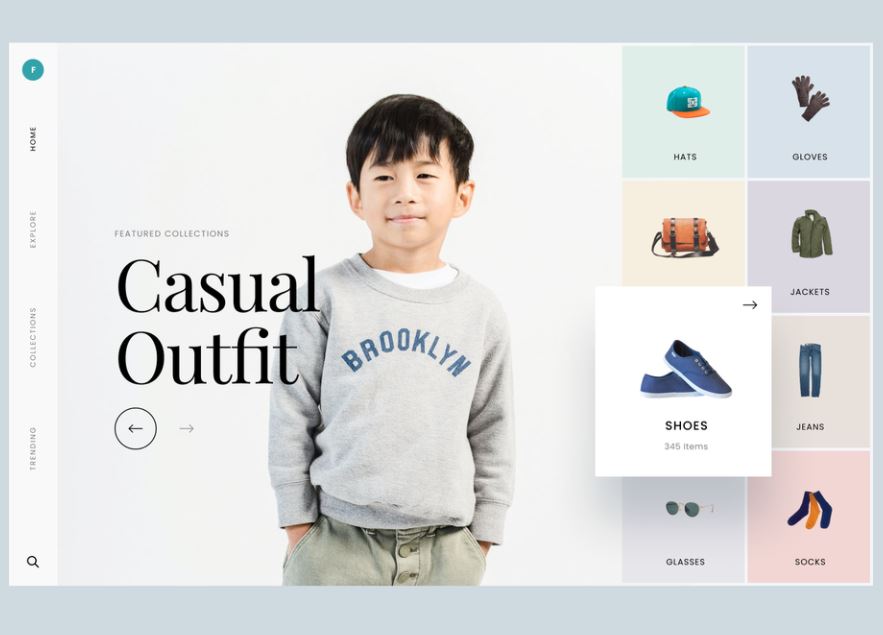 F
HOME
EXPLORE
COLLECTIONS
TRENDING
FEATURED COLLECTIONS
Casual
Outfit
BROOKLYN
HATS
GLOVES
JACKETS
SHOES
345 Items
JEANS
GLASSES
SOCKS